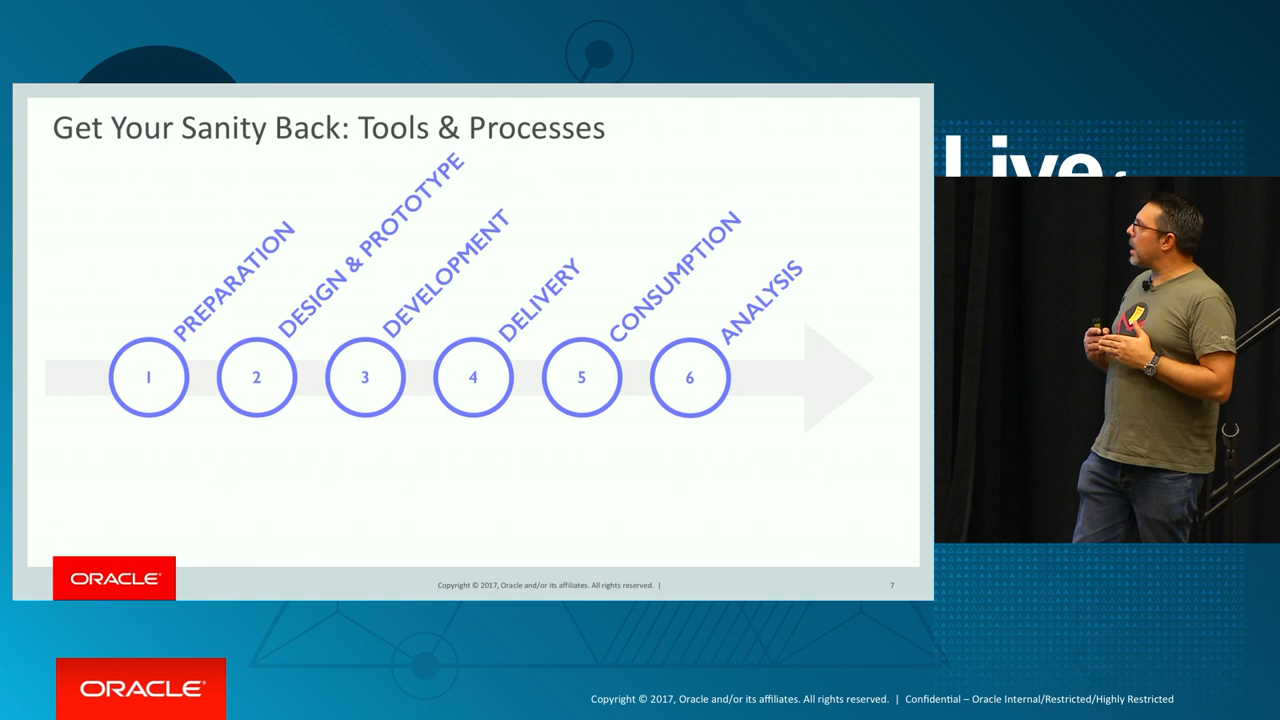 Get Your Sanity Back: Tools & Processes
PREPARATION
DESIGN & PROTOTYPE
DEVELOPMENT
DELIVERY
CONSUMPTION
ANALYSIS
1
2
3
4
5
6
ORACLE®
Copyright © 2017, Oracle and/or its affiliates. All rights reserved. |
7
Live
ORACLE®
Copyright © 2017, Oracle and/or its affiliates. All rights reserved. | Confidential – Oracle Internal/Restricted/Highly Restricted